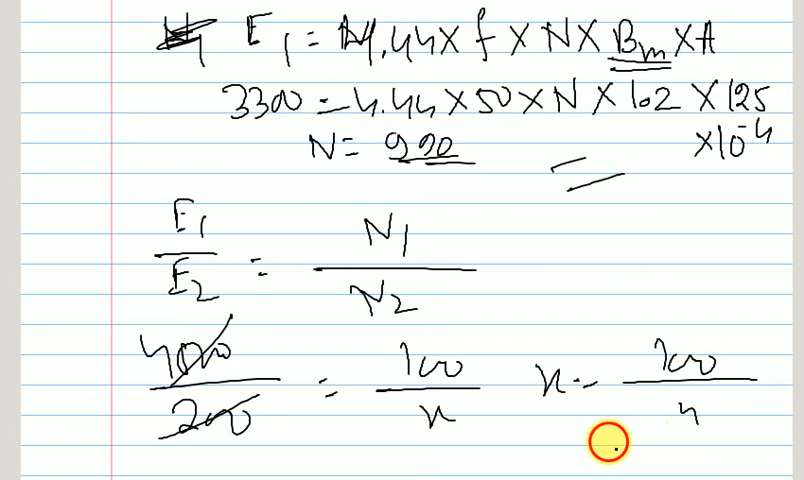 E1 = 4.44 × f × N × Bm × A
3300 = 4.44 × 50 × N × 1.2 × 125
N = 990 × 10^-4
E1 / E2 = N1 / N2
4000 / 200 = 100 / x x = 100 / 4